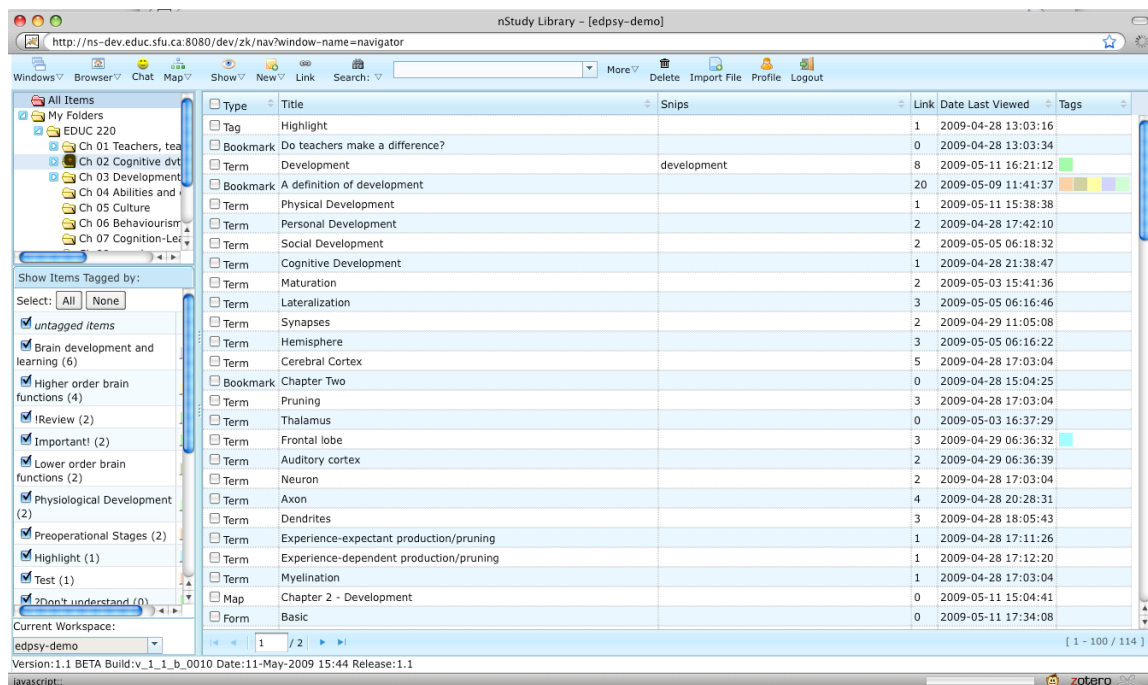 nStudy Library – [edpsy-demo]
http://ns-dev.educ.sfu.ca:8080/dev/zk/nav?window-name=navigator
Windows Browser Chat Map Show New Link Search: More Delete Import File Profile Logout
All Items
My Folders
EDUC 220
Ch 01 Teachers, tea
Ch 02 Cognitive dvt
Ch 03 Development
Ch 04 Abilities and
Ch 05 Culture
Ch 06 Behaviourism
Ch 07 Cognition-Lea
Show Items Tagged by:
Select: All None
untagged items
Brain development and
learning (6)
Higher order brain
functions (4)
!Review (2)
Important! (2)
Lower order brain
functions (2)
Physiological Development
(2)
Preoperational Stages (2)
Highlight (1)
Test (1)
?Don't understand (0)
Current Workspace:
edpsy-demo
Type Title Snips Link Date Last Viewed Tags
Tag Highlight 1 2009-04-28 13:03:16
Bookmark Do teachers make a difference? 0 2009-04-28 13:03:34
Term Development development 8 2009-05-11 16:21:12
Bookmark A definition of development 20 2009-05-09 11:41:37
Term Physical Development 1 2009-05-11 15:38:38
Term Personal Development 2 2009-04-28 17:42:10
Term Social Development 2 2009-05-05 06:18:32
Term Cognitive Development 1 2009-04-28 21:38:47
Term Maturation 2 2009-05-03 15:41:36
Term Lateralization 3 2009-05-05 06:16:46
Term Synapses 2 2009-04-29 11:05:08
Term Hemisphere 3 2009-05-05 06:16:22
Term Cerebral Cortex 5 2009-04-28 17:03:04
Bookmark Chapter Two 0 2009-04-28 15:04:25
Term Pruning 3 2009-04-28 17:03:04
Term Thalamus 0 2009-05-03 16:37:29
Term Frontal lobe 3 2009-04-29 06:36:32
Term Auditory cortex 2 2009-04-29 06:36:39
Term Neuron 2 2009-04-28 17:03:04
Term Axon 4 2009-04-28 20:28:31
Term Dendrites 3 2009-04-28 18:05:43
Term Experience-expectant production/pruning 1 2009-04-28 17:11:26
Term Experience-dependent production/pruning 1 2009-04-28 17:12:20
Term Myelination 1 2009-04-28 17:03:04
Map Chapter 2 - Development 0 2009-05-11 15:04:41
Form Basic 0 2009-05-11 17:34:08
1 / 2 [ 1 - 100 / 114 ]
Version:1.1 BETA Build:v_1_1_b_0010 Date:11-May-2009 15:44 Release:1.1
javascript:; zotero